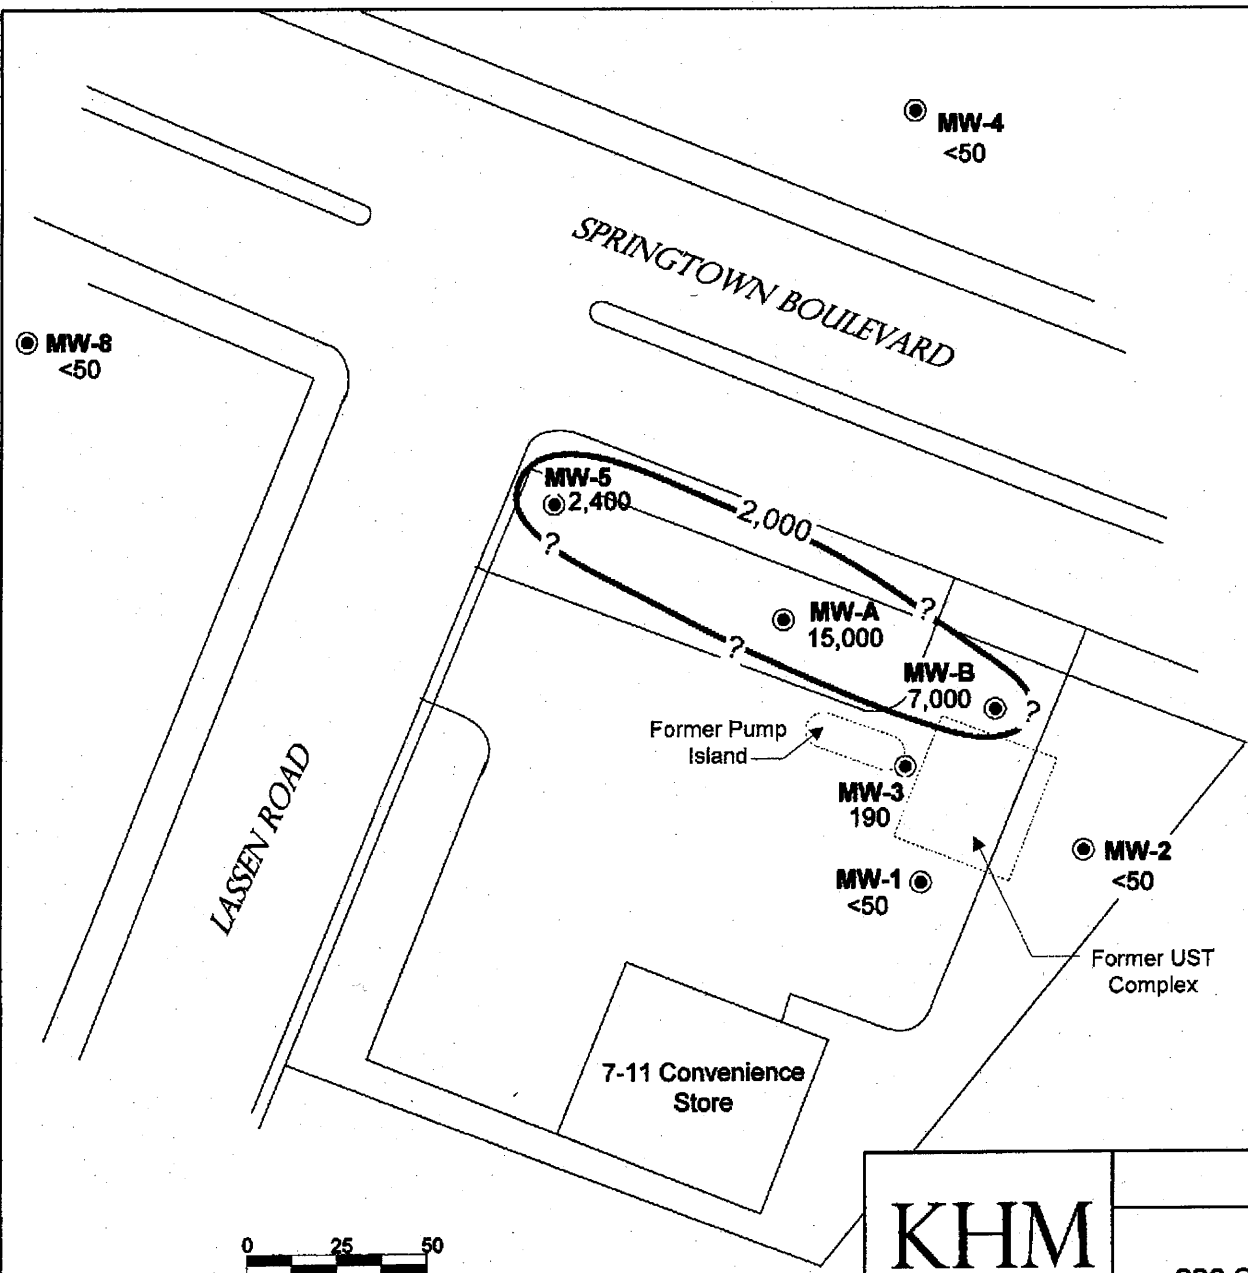 MW-4
<50
SPRINGTOWN BOULEVARD
MW-8
<50
MW-5
2,400
2,000
?
?
MW-A
15,000
?
?
MW-B
7,000
Former Pump
Island
MW-3
190
MW-2
<50
MW-1
<50
LASSEN ROAD
Former UST
Complex
7-11 Convenience
Store
KHM
0 25 50